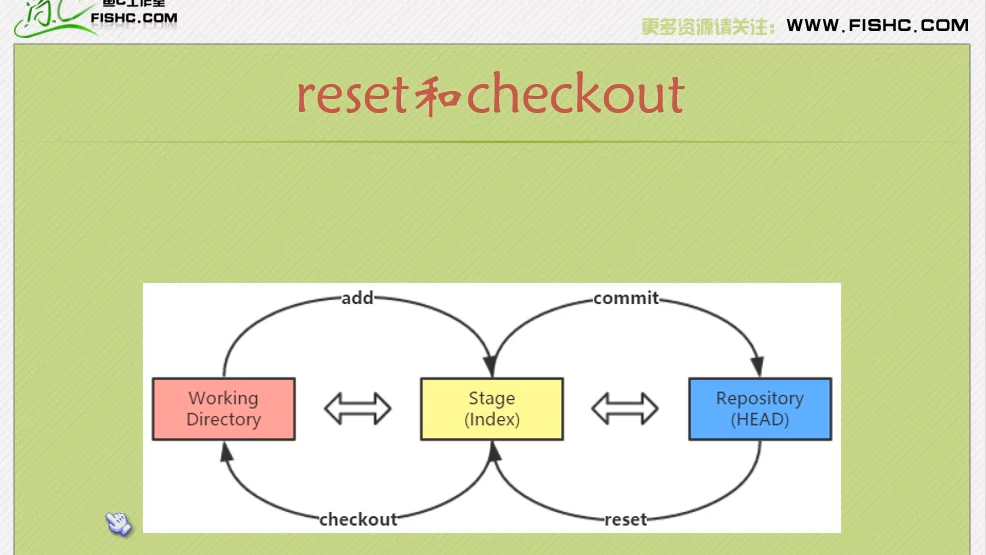 鱼C工作室
FISHC.COM
更多资源请关注：WWW.FISHC.COM
reset和checkout
add
commit
Working
Directory
Stage
(Index)
Repository
(HEAD)
checkout
reset